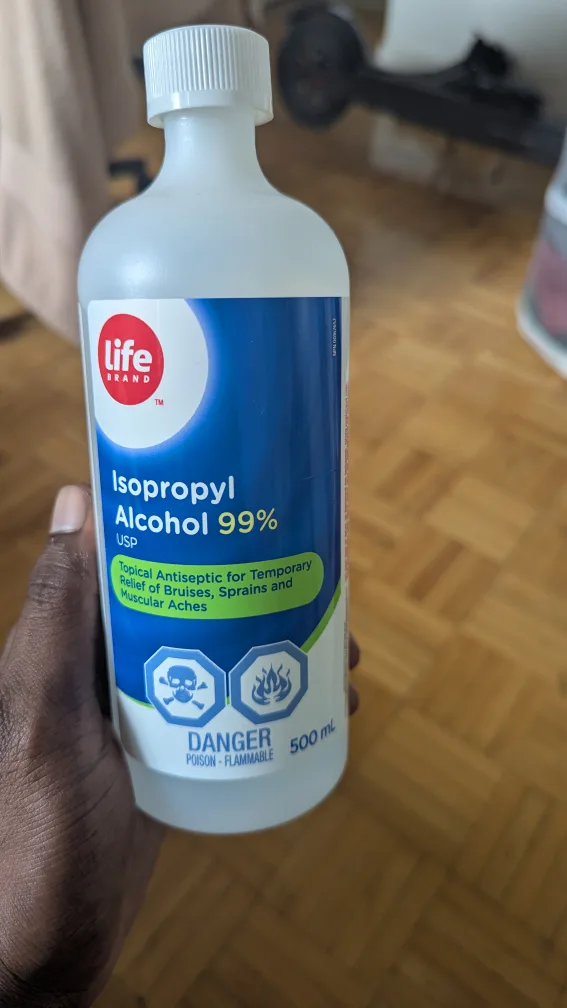 life
BRAND
TM
Isopropyl
Alcohol 99%
USP
Topical Antiseptic for Temporary
Relief of Bruises, Sprains and
Muscular Aches
DANGER
POISON - FLAMMABLE
500 mL